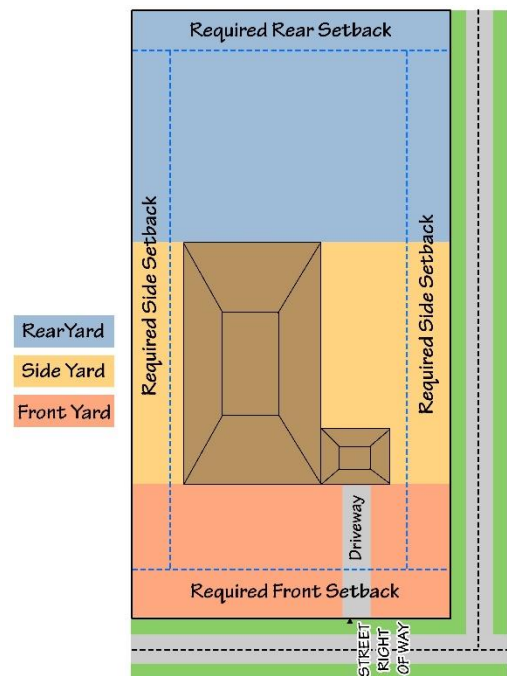 Required Rear Setback
Required Side Setback
Required Side Setback
RearYard
Side Yard
Front Yard
Driveway
Required Front Setback
STREET
RIGHT
OF WAY